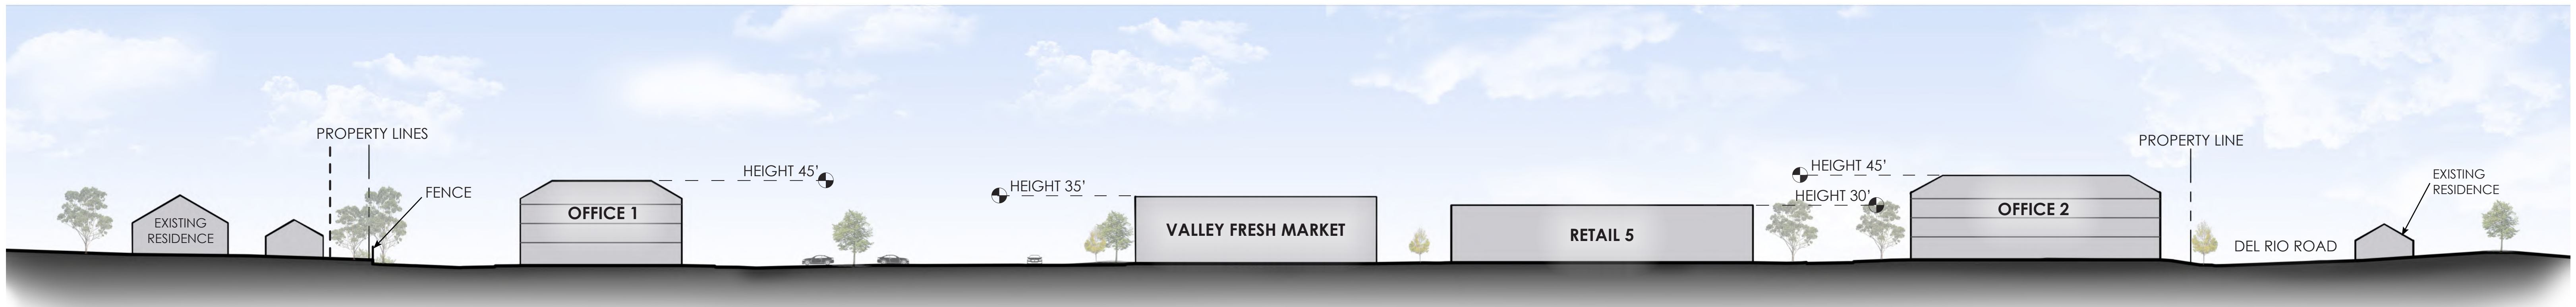 PROPERTY LINES
FENCE
EXISTING
RESIDENCE
OFFICE 1
HEIGHT 45'
HEIGHT 35'
VALLEY FRESH MARKET
RETAIL 5
HEIGHT 45'
HEIGHT 30'
OFFICE 2
PROPERTY LINE
DEL RIO ROAD
EXISTING
RESIDENCE